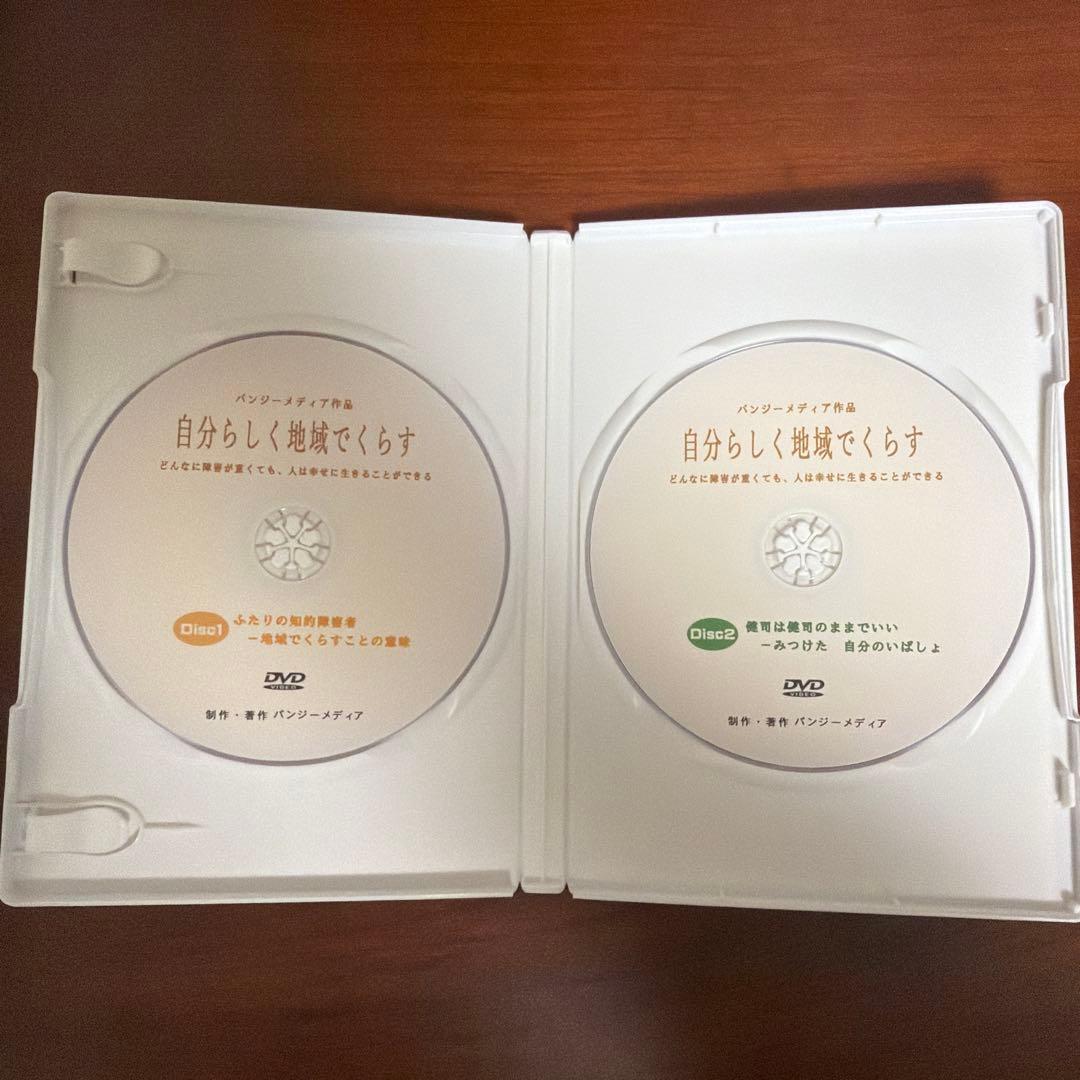 パンジーメディア作品
自分らしく地域でくらす
どんなに障害が重くても、人は幸せに生きることができる
Disc1
ふたりの知的障害者
－地域でくらすことの意味
DVD
VIDEO
制作・著作 パンジーメディア
パンジーメディア作品
自分らしく地域でくらす
どんなに障害が重くても、人は幸せに生きることができる
Disc2
健司は健司のままでいい
－みつけた　自分のいばしょ
DVD
VIDEO
制作・著作 パンジーメディア